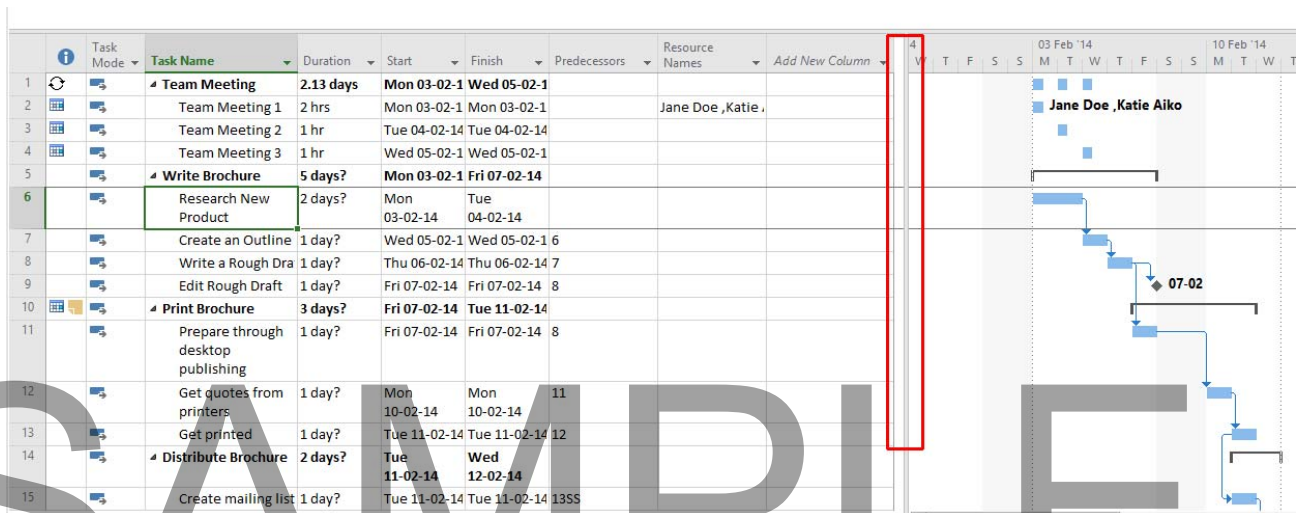 Task Mode Task Name Duration Start Finish Predecessors Resource Names Add New Column 4 03 Feb '14 10 Feb '14
W T F S S M T W T F S S M T W T
1 Team Meeting 2.13 days Mon 03-02-1 Wed 05-02-1
2 Team Meeting 1 2 hrs Mon 03-02-1 Mon 03-02-1 Jane Doe ,Katie Jane Doe ,Katie Aiko
3 Team Meeting 2 1 hr Tue 04-02-14 Tue 04-02-14
4 Team Meeting 3 1 hr Wed 05-02-1 Wed 05-02-1
5 Write Brochure 5 days? Mon 03-02-1 Fri 07-02-14
6 Research New Product 2 days? Mon 03-02-14 Tue 04-02-14
7 Create an Outline 1 day? Wed 05-02-1 Wed 05-02-1 6
8 Write a Rough Dra 1 day? Thu 06-02-14 Thu 06-02-14 7
9 Edit Rough Draft 1 day? Fri 07-02-14 Fri 07-02-14 8 07-02
10 Print Brochure 3 days? Fri 07-02-14 Tue 11-02-14
11 Prepare through desktop publishing 1 day? Fri 07-02-14 Fri 07-02-14 8
12 Get quotes from printers 1 day? Mon 10-02-14 Mon 10-02-14 11
13 Get printed 1 day? Tue 11-02-14 Tue 11-02-14 12
14 Distribute Brochure 2 days? Tue 11-02-14 Wed 12-02-14
15 Create mailing list 1 day? Tue 11-02-14 Tue 11-02-14 13SS
SAMPLE